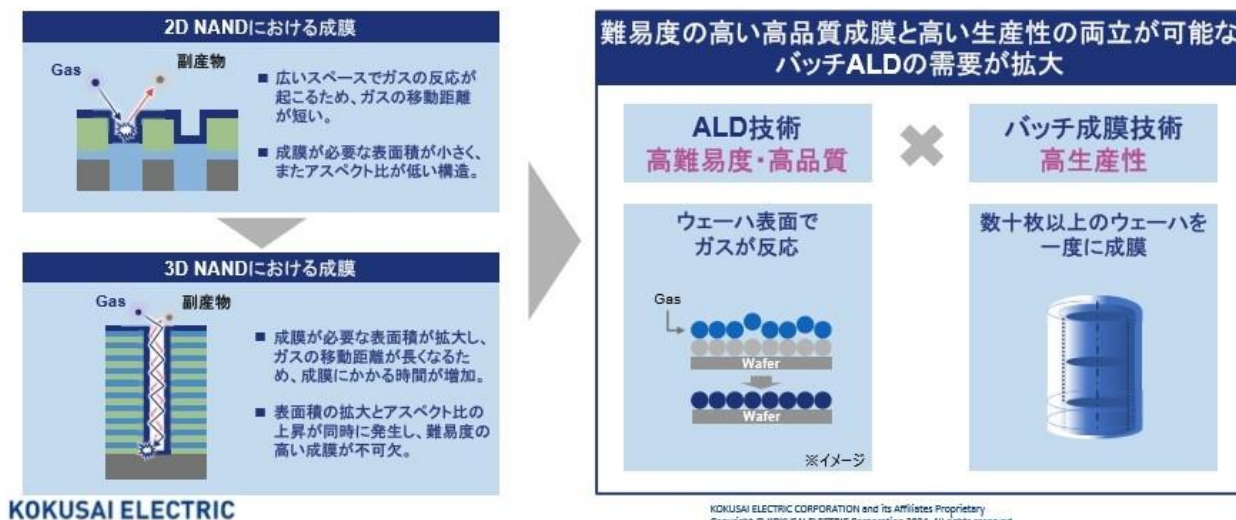 2D NANDにおける成膜
Gas
副産物
■ 広いスペースでガスの反応が
起こるため、ガスの移動距離
が短い。
■ 成膜が必要な表面積が小さく、
またアスペクト比が低い構造。
3D NANDにおける成膜
Gas
副産物
■ 成膜が必要な表面積が拡大し、
ガスの移動距離が長くなるた
め、成膜にかかる時間が増加。
■ 表面積の拡大とアスペクト比の
上昇が同時に発生し、難易度の
高い成膜が不可欠。
難易度の高い高品質成膜と高い生産性の両立が可能な
バッチALDの需要が拡大
ALD技術
高難易度・高品質
バッチ成膜技術
高生産性
ウェーハ表面で
ガスが反応
Gas
Wafer
Wafer
※イメージ
数十枚以上のウェーハを
一度に成膜
KOKUSAI ELECTRIC
KOKUSAI ELECTRIC CORPORATION and its Affiliates Proprietary